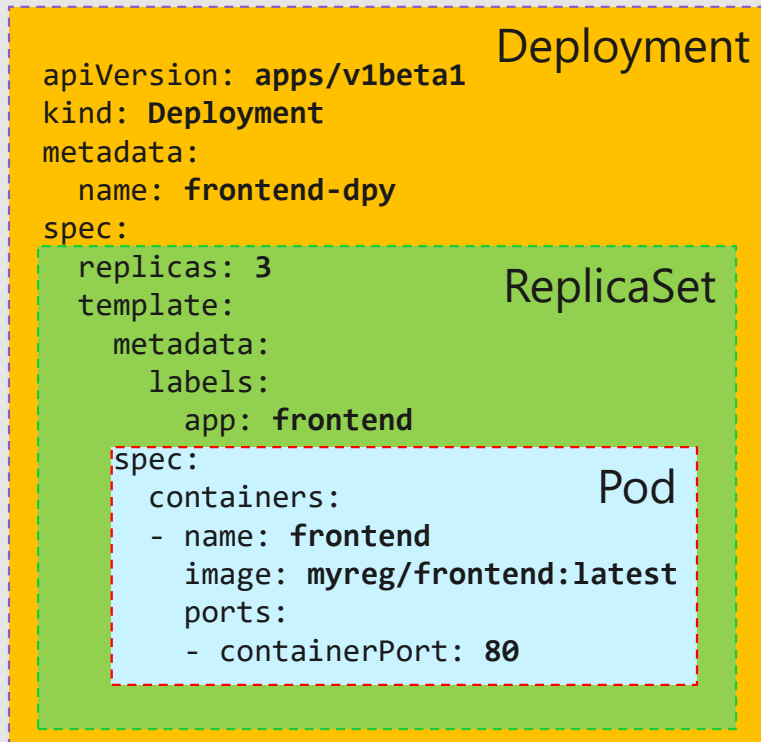 Deployment
apiVersion: apps/v1beta1
kind: Deployment
metadata:
  name: frontend-dpy
spec:
  replicas: 3
ReplicaSet
  template:
    metadata:
      labels:
        app: frontend
    spec:
Pod
      containers:
      - name: frontend
        image: myreg/frontend:latest
        ports:
        - containerPort: 80